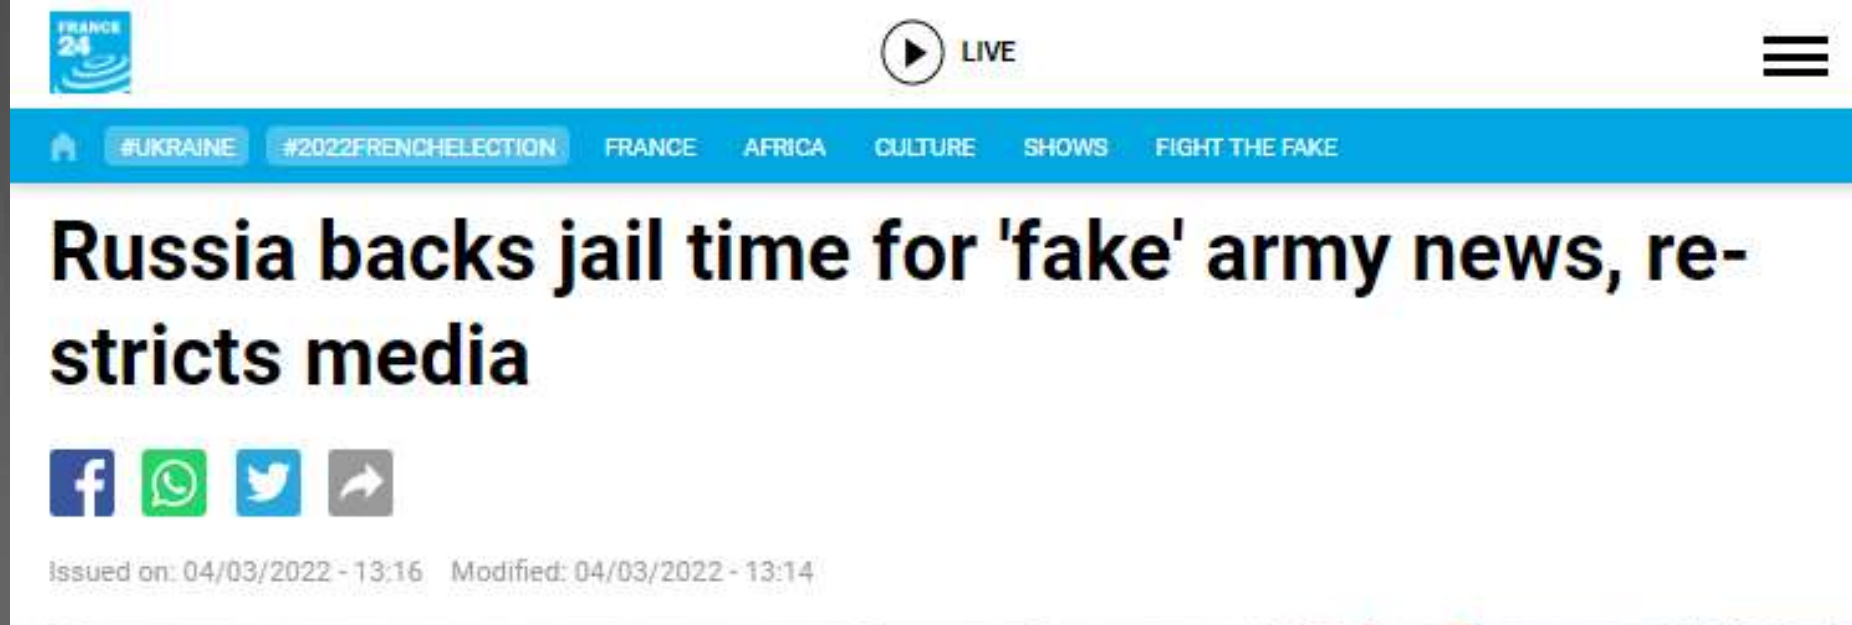 FRANCE
24
LIVE
#UKRAINE #2022FRENCHELECTION FRANCE AFRICA CULTURE SHOWS FIGHT THE FAKE
Russia backs jail time for 'fake' army news, re-
stricts media
Issued on: 04/03/2022 - 13:16 Modified: 04/03/2022 - 13:14